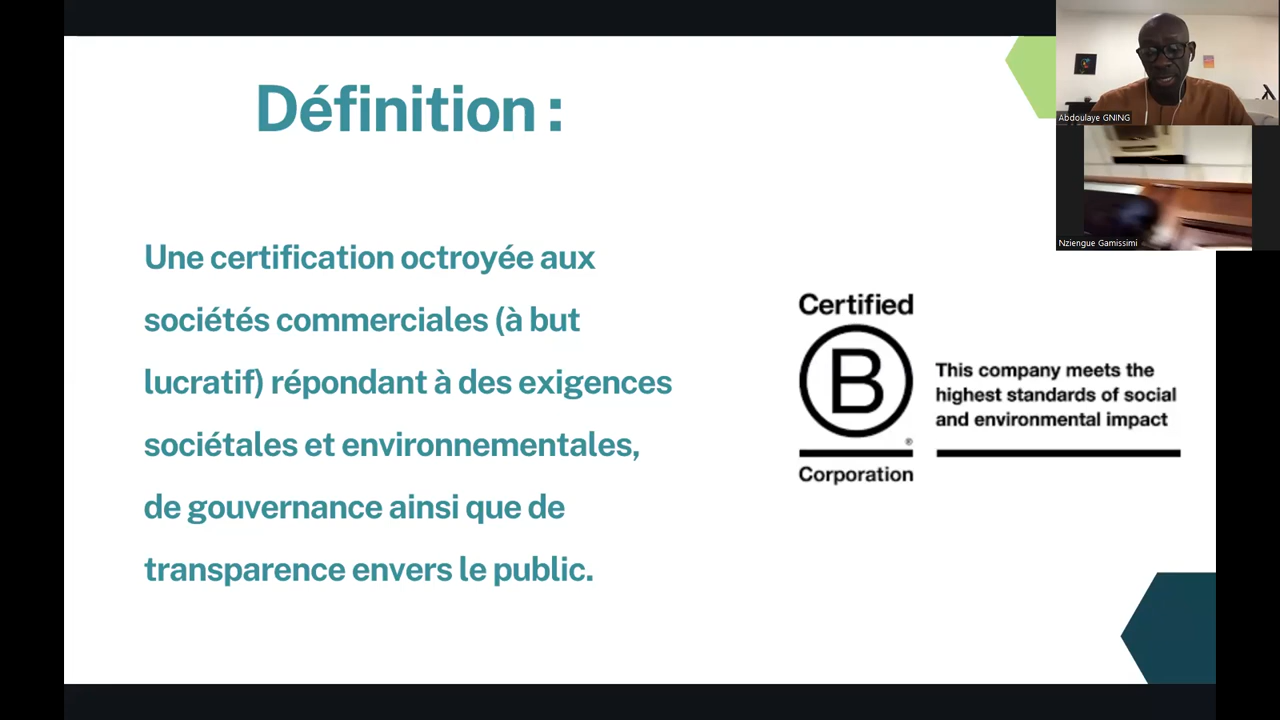 Définition :
Une certification octroyée aux
sociétés commerciales (à but
lucratif) répondant à des exigences
sociétales et environnementales,
de gouvernance ainsi que de
transparence envers le public.
Certified
B
®
Corporation
This company meets the
highest standards of social
and environmental impact
Abdoulaye GNING
Nziengue Gamissimi